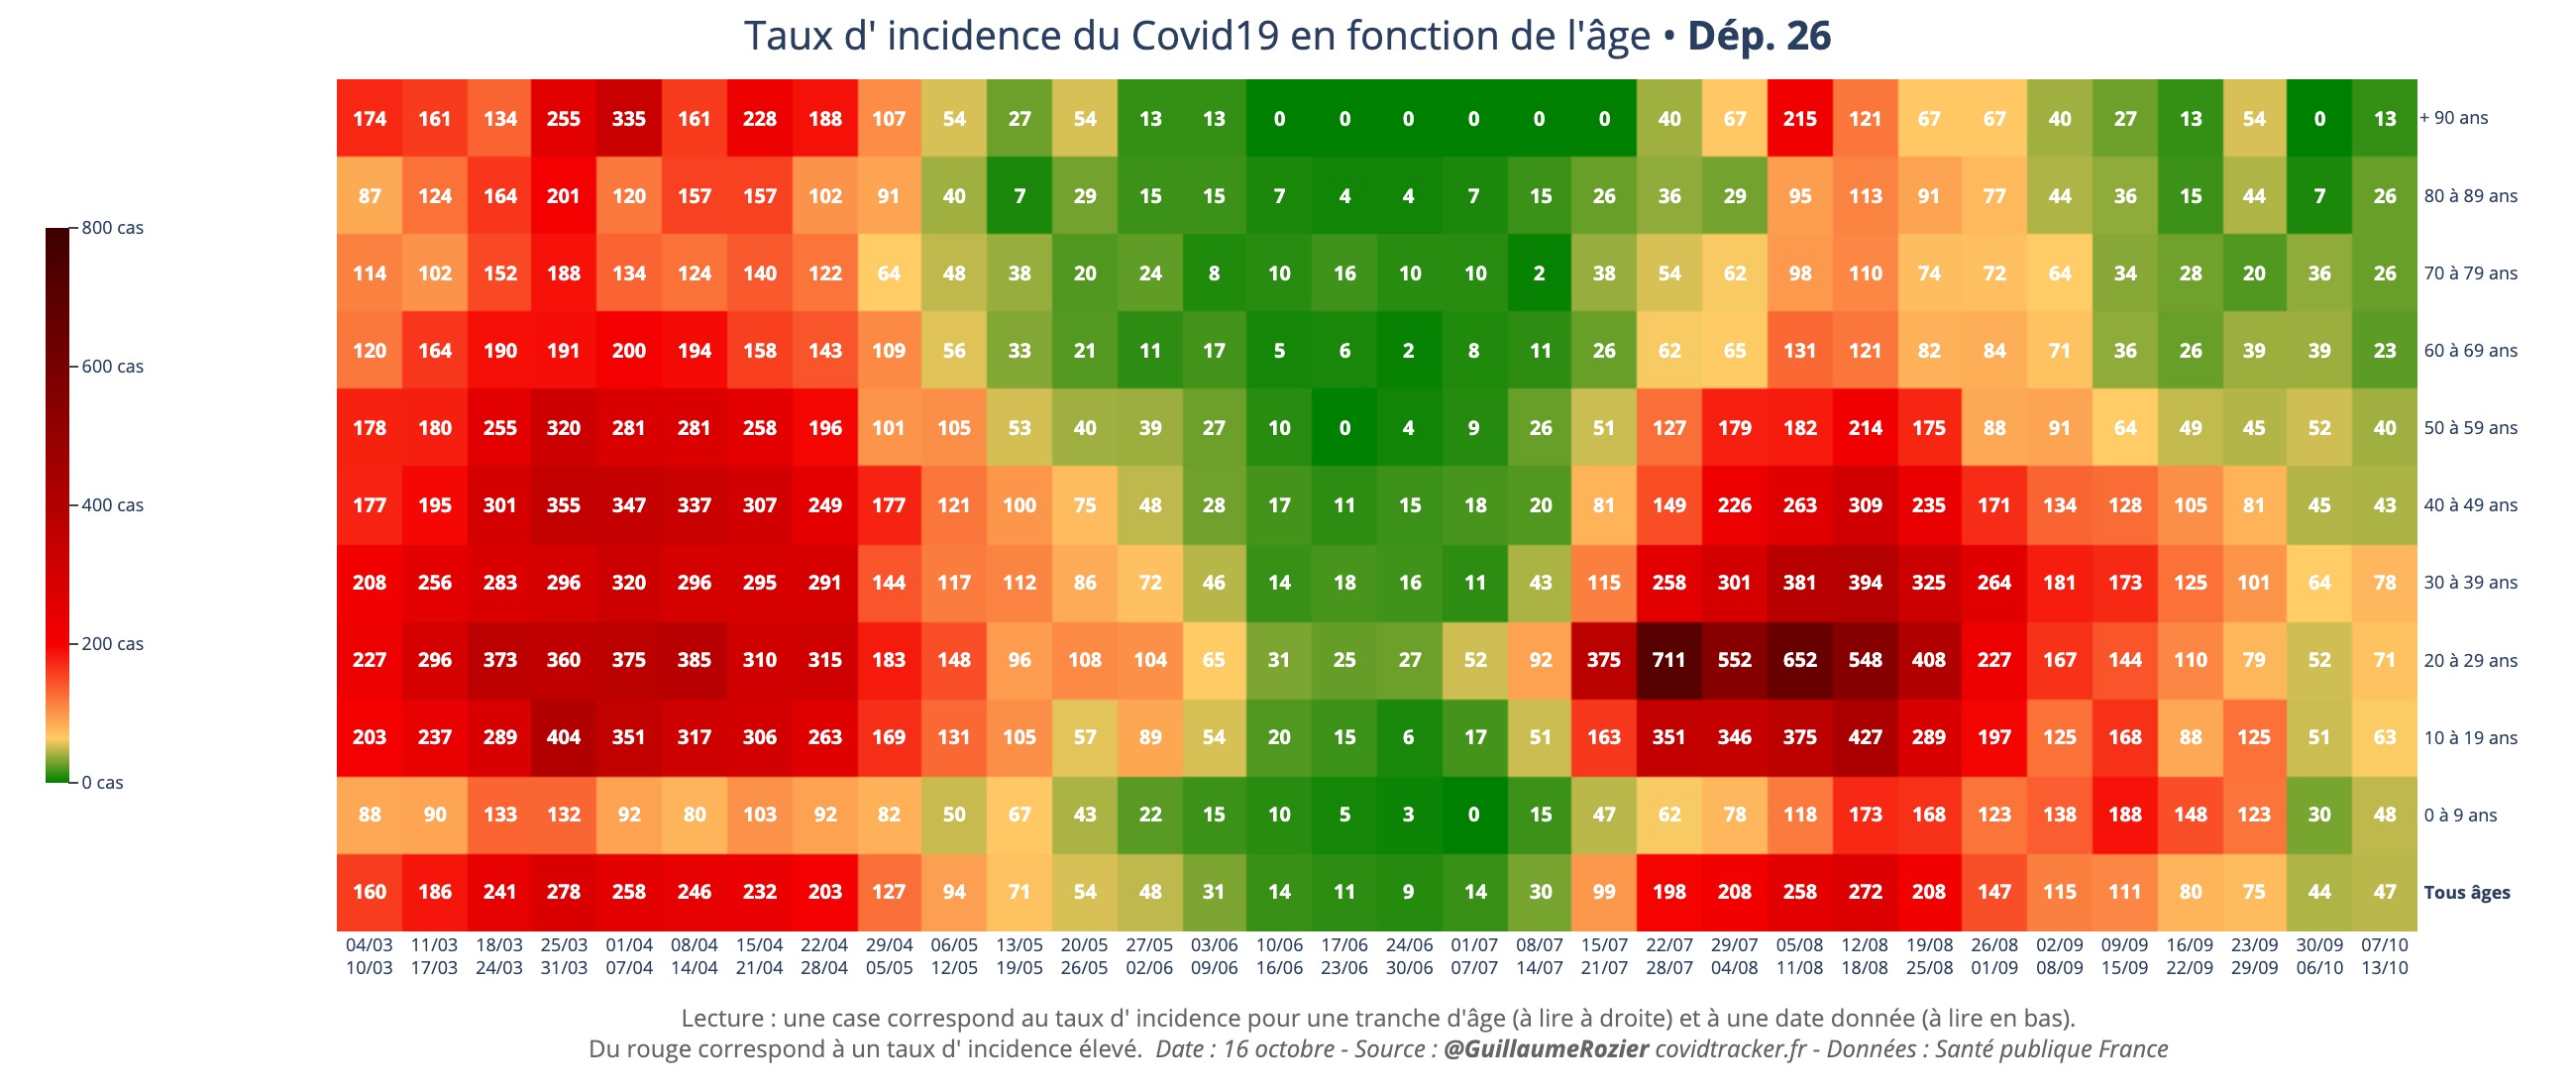 Taux d' incidence du Covid19 en fonction de l'âge • Dép. 26
800 cas
600 cas
400 cas
200 cas
0 cas
174 161 134 255 335 161 228 188 107 54 27 54 13 13 0 0 0 0 0 0 40 67 215 121 67 67 40 27 13 54 0 13 + 90 ans
87 124 164 201 120 157 157 102 91 40 7 29 15 15 7 4 4 7 15 26 36 29 95 113 91 77 44 36 15 44 7 26 80 à 89 ans
114 102 152 188 134 124 140 122 64 48 38 20 24 8 10 16 10 10 2 38 54 62 98 110 74 72 64 34 28 20 36 26 70 à 79 ans
120 164 190 191 200 194 158 143 109 56 33 21 11 17 5 6 2 8 11 26 62 65 131 121 82 84 71 36 26 39 39 23 60 à 69 ans
178 180 255 320 281 281 258 196 101 105 53 40 39 27 10 0 4 9 26 51 127 179 182 214 175 88 91 64 49 45 52 40 50 à 59 ans
177 195 301 355 347 337 307 249 177 121 100 75 48 28 17 11 15 18 20 81 149 226 263 309 235 171 134 128 105 81 45 43 40 à 49 ans
208 256 283 296 320 296 295 291 144 117 112 86 72 46 14 18 16 11 43 115 258 301 381 394 325 264 181 173 125 101 64 78 30 à 39 ans
227 296 373 360 375 385 310 315 183 148 96 108 104 65 31 25 27 52 92 375 711 552 652 548 408 227 167 144 110 79 52 71 20 à 29 ans
203 237 289 404 351 317 306 263 169 131 105 57 89 54 20 15 6 17 51 163 351 346 375 427 289 197 125 168 88 125 51 63 10 à 19 ans
88 90 133 132 92 80 103 92 82 50 67 43 22 15 10 5 3 0 15 47 62 78 118 173 168 123 138 188 148 123 30 48 0 à 9 ans
160 186 241 278 258 246 232 203 127 94 71 54 48 31 14 11 9 14 30 99 198 208 258 272 208 147 115 111 80 75 44 47 Tous âges
04/03 11/03 18/03 25/03 01/04 08/04 15/04 22/04 29/04 06/05 13/05 20/05 27/05 03/06 10/06 17/06 24/06 01/07 08/07 15/07 22/07 29/07 05/08 12/08 19/08 26/08 02/09 09/09 16/09 23/09 30/09 07/10
10/03 17/03 24/03 31/03 07/04 14/04 21/04 28/04 05/05 12/05 19/05 26/05 02/06 09/06 16/06 23/06 30/06 07/07 14/07 21/07 28/07 04/08 11/08 18/08 25/08 01/09 08/09 15/09 22/09 29/09 06/10 13/10
Lecture : une case correspond au taux d' incidence pour une tranche d'âge (à lire à droite) et à une date donnée (à lire en bas).
Du rouge correspond à un taux d' incidence élevé. Date : 16 octobre - Source : @GuillaumeRozier covidtracker.fr - Données : Santé publique France